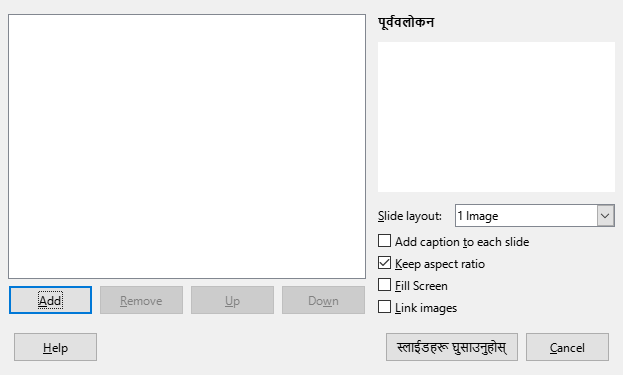 पूर्ववलोकन
Slide layout: 1 Image
Add caption to each slide
Keep aspect ratio
Fill Screen
Link images
Add Remove Up Down
Help स्लाईडहरू घुसाउनुहोस् Cancel